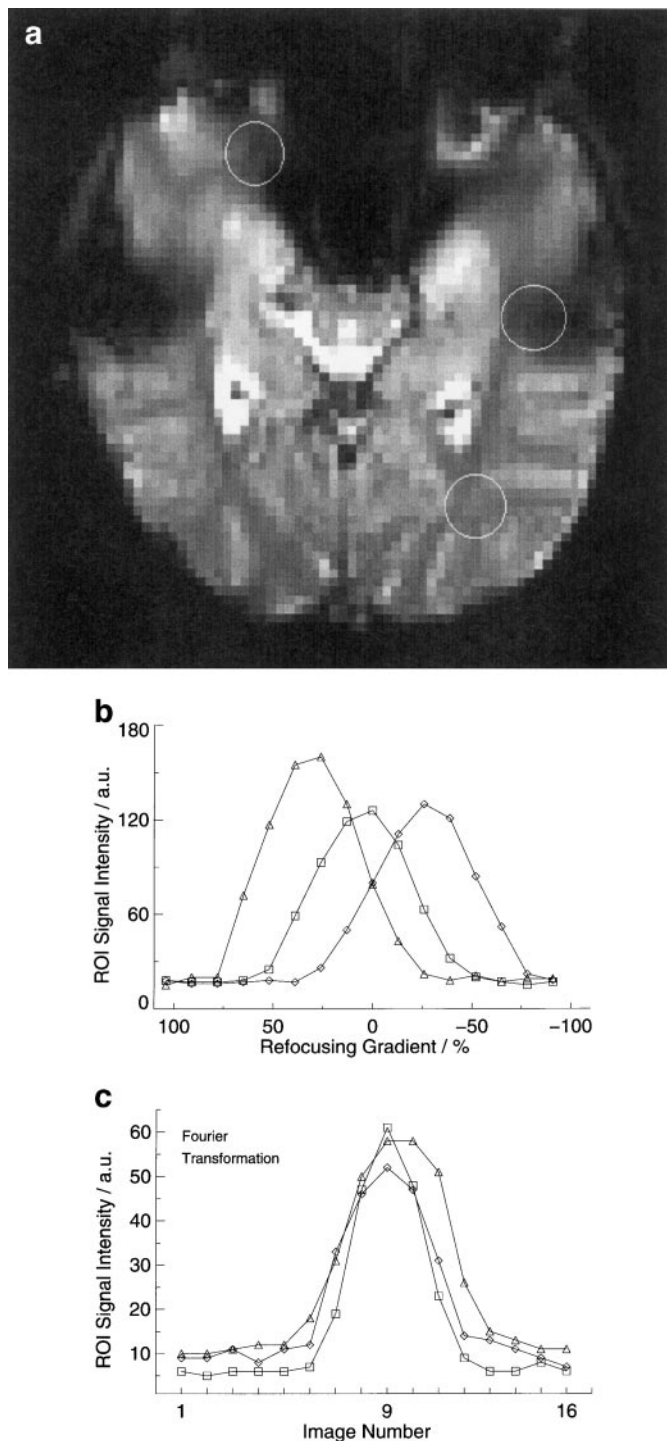 a
b
180
120
60
0
ROI Signal Intensity / a.u.
100 50 0 −50 −100
Refocusing Gradient / %
c
Fourier
Transformation
60
50
40
30
20
10
ROI Signal Intensity / a.u.
1 9 16
Image Number